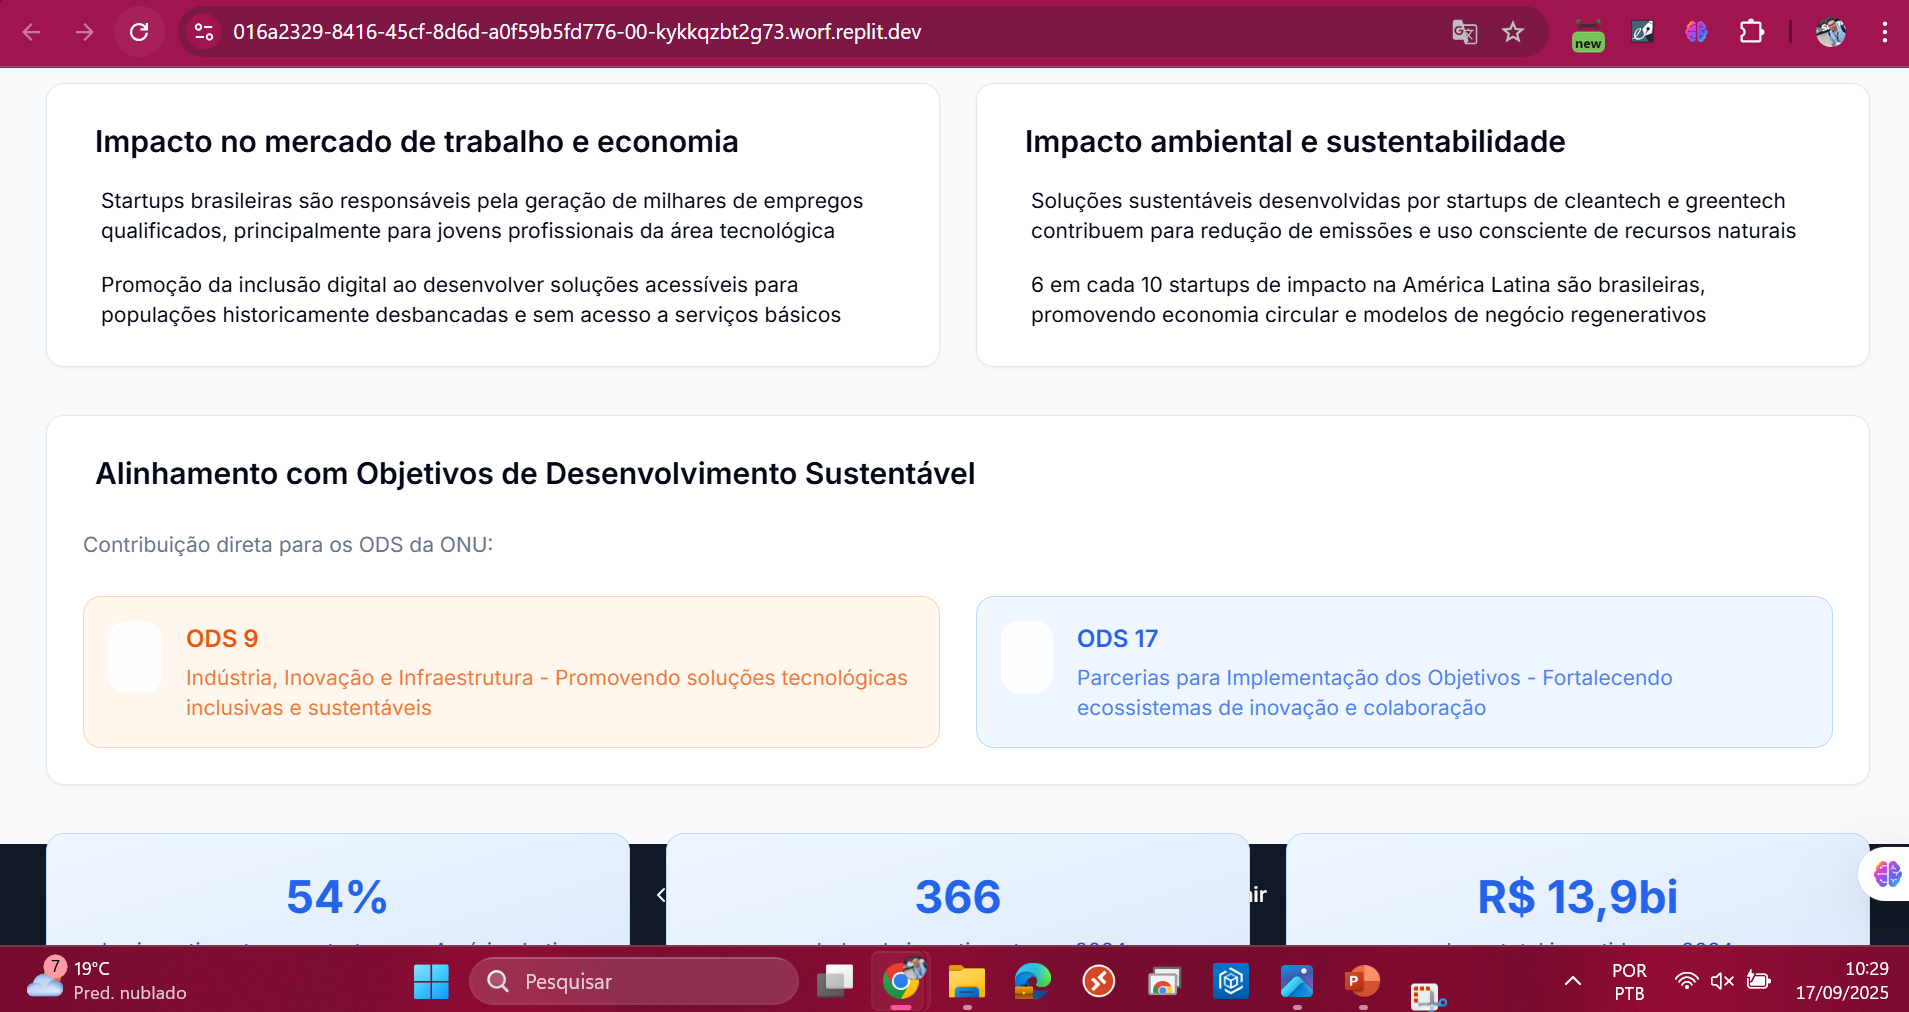 016a2329-8416-45cf-8d6d-a0f59b5fd776-00-kykkqzbt2g73.worf.replit.dev
new
Impacto no mercado de trabalho e economia
Startups brasileiras são responsáveis pela geração de milhares de empregos
qualificados, principalmente para jovens profissionais da área tecnológica
Promoção da inclusão digital ao desenvolver soluções acessíveis para
populações historicamente desbancadas e sem acesso a serviços básicos
Impacto ambiental e sustentabilidade
Soluções sustentáveis desenvolvidas por startups de cleantech e greentech
contribuem para redução de emissões e uso consciente de recursos naturais
6 em cada 10 startups de impacto na América Latina são brasileiras,
promovendo economia circular e modelos de negócio regenerativos
Alinhamento com Objetivos de Desenvolvimento Sustentável
Contribuição direta para os ODS da ONU:
ODS 9
Indústria, Inovação e Infraestrutura - Promovendo soluções tecnológicas
inclusivas e sustentáveis
ODS 17
Parcerias para Implementação dos Objetivos - Fortalecendo
ecossistemas de inovação e colaboração
54%
366
R$ 13,9bi
7
19°C
Pred. nublado
Pesquisar
POR
PTB
10:29
17/09/2025